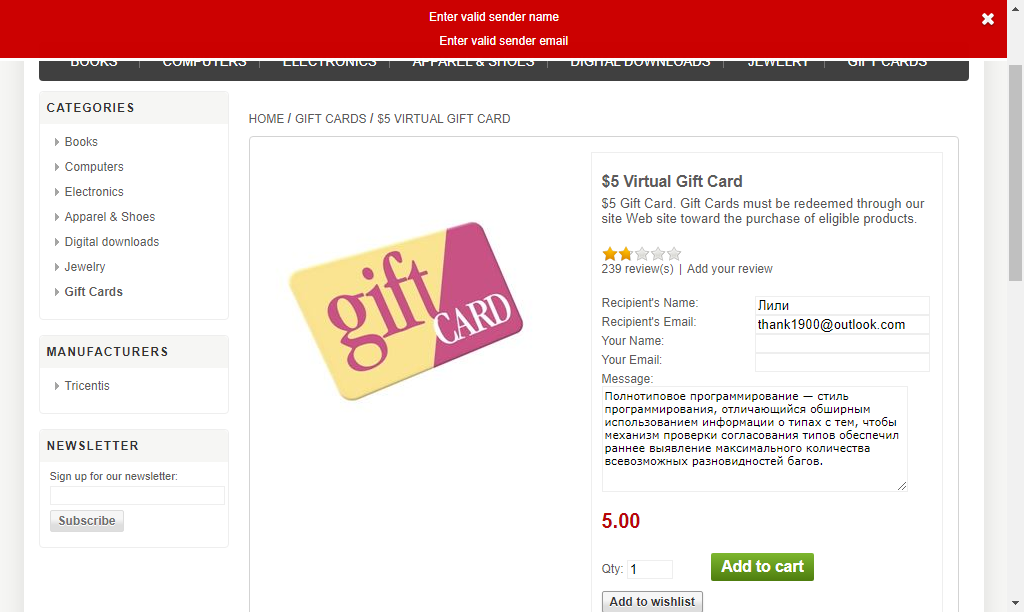 Enter valid sender name
Enter valid sender email
BOOKS COMPUTERS ELECTRONICS APPAREL & SHOES DIGITAL DOWNLOADS JEWELRY GIFT CARDS
CATEGORIES
Books
Computers
Electronics
Apparel & Shoes
Digital downloads
Jewelry
Gift Cards
MANUFACTURERS
Tricentis
NEWSLETTER
Sign up for our newsletter:
Subscribe
HOME / GIFT CARDS / $5 VIRTUAL GIFT CARD
gift
CARD
$5 Virtual Gift Card
$5 Gift Card. Gift Cards must be redeemed through our
site Web site toward the purchase of eligible products.
239 review(s) | Add your review
Recipient's Name: Лили
Recipient's Email: thank1900@outlook.com
Your Name:
Your Email:
Message:
Полнотиповое программирование — стиль
программирования, отличающийся обширным
использованием информации о типах с тем, чтобы
механизм проверки согласования типов обеспечил
раннее выявление максимального количества
всевозможных разновидностей багов.
5.00
Qty: 1 Add to cart
Add to wishlist